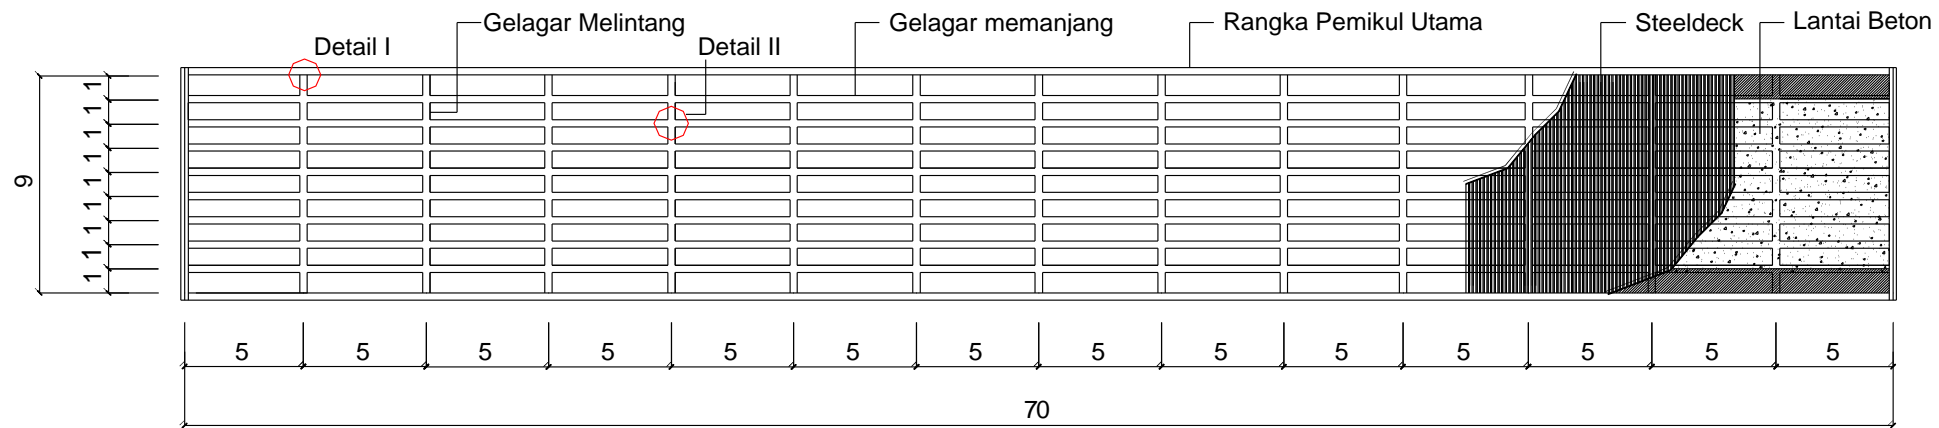 Gelagar Melintang
Gelagar memanjang
Rangka Pemikul Utama
Steeldeck
Lantai Beton
Detail I
Detail II
9
1
1
1
1
1
1
1
1
1
5 5 5 5 5 5 5 5 5 5 5 5 5 5
70